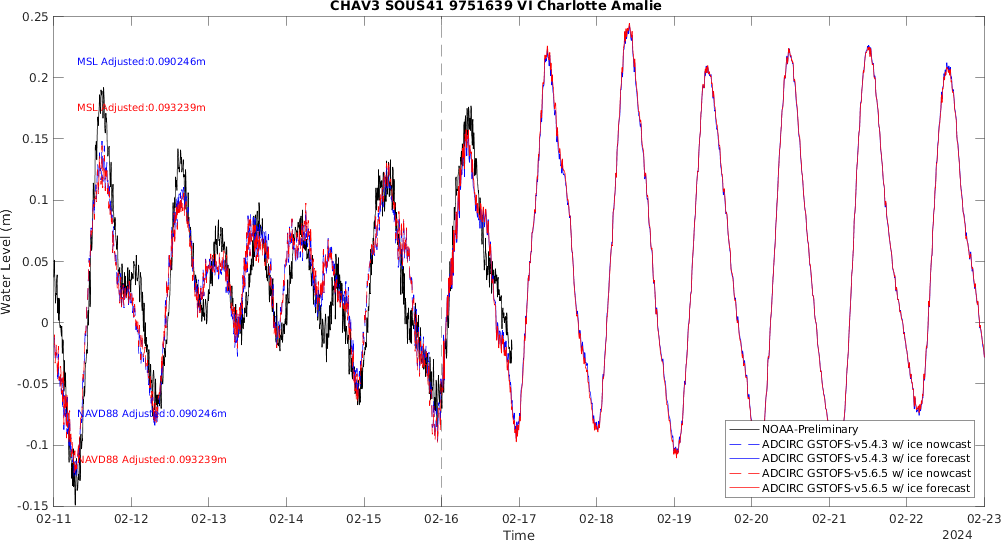 CHAV3 SOUS41 9751639 VI Charlotte Amalie
0.25
0.2
0.15
0.1
0.05
0
-0.05
-0.1
-0.15
Water Level (m)
MSL Adjusted:0.090246m
MSL Adjusted:0.093239m
NAVD88 Adjusted:0.090246m
NAVD88 Adjusted:0.093239m
NOAA-Preliminary
ADCIRC GSTOFS-v5.4.3 w/ ice nowcast
ADCIRC GSTOFS-v5.4.3 w/ ice forecast
ADCIRC GSTOFS-v5.6.5 w/ ice nowcast
ADCIRC GSTOFS-v5.6.5 w/ ice forecast
02-11 02-12 02-13 02-14 02-15 02-16 02-17 02-18 02-19 02-20 02-21 02-22 02-23
Time
2024